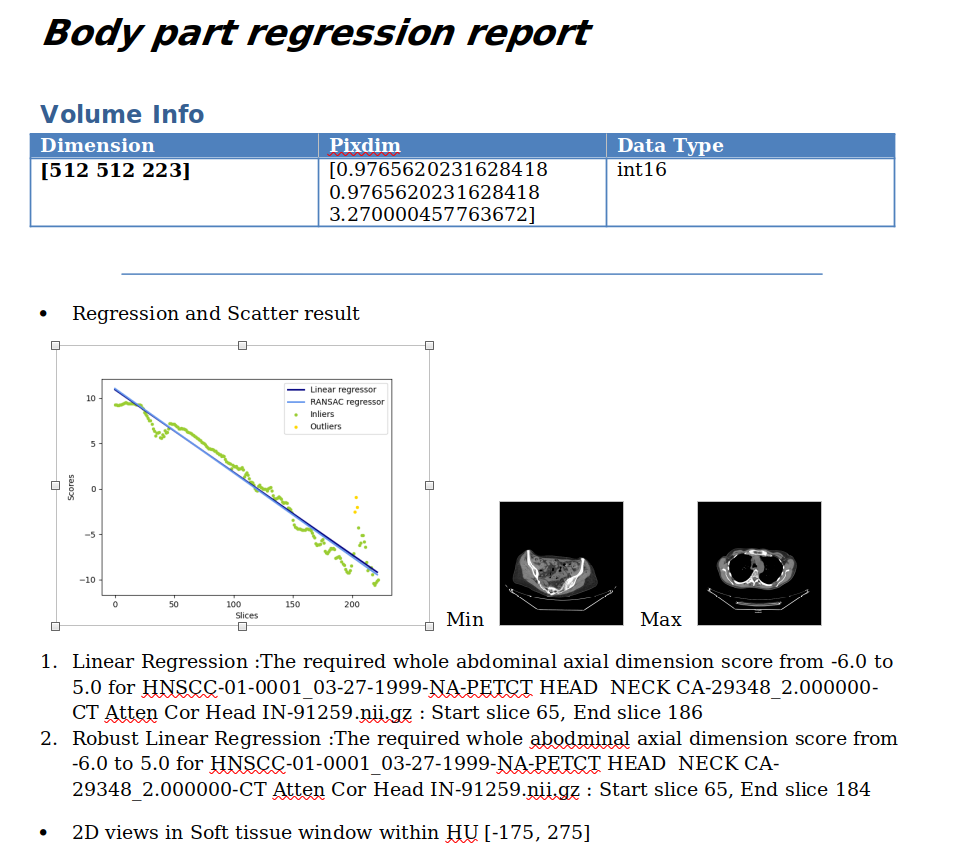 Body part regression report
Volume Info
Dimension Pixdim Data Type
[512 512 223] [0.9765620231628418 int16
0.9765620231628418
3.270000457763672]
• Regression and Scatter result
Linear regressor
RANSAC regressor
Inliers
Outliers
10
5
0
−5
−10
Scores
0 50 100 150 200
Slices
Min Max
1. Linear Regression :The required whole abdominal axial dimension score from -6.0 to
5.0 for HNSCC-01-0001_03-27-1999-NA-PETCT HEAD  NECK CA-29348_2.000000-
CT Atten Cor Head IN-91259.nii.gz : Start slice 65, End slice 186
2. Robust Linear Regression :The required whole abodminal axial dimension score from
-6.0 to 5.0 for HNSCC-01-0001_03-27-1999-NA-PETCT HEAD  NECK CA-
29348_2.000000-CT Atten Cor Head IN-91259.nii.gz : Start slice 65, End slice 184
• 2D views in Soft tissue window within HU [-175, 275]